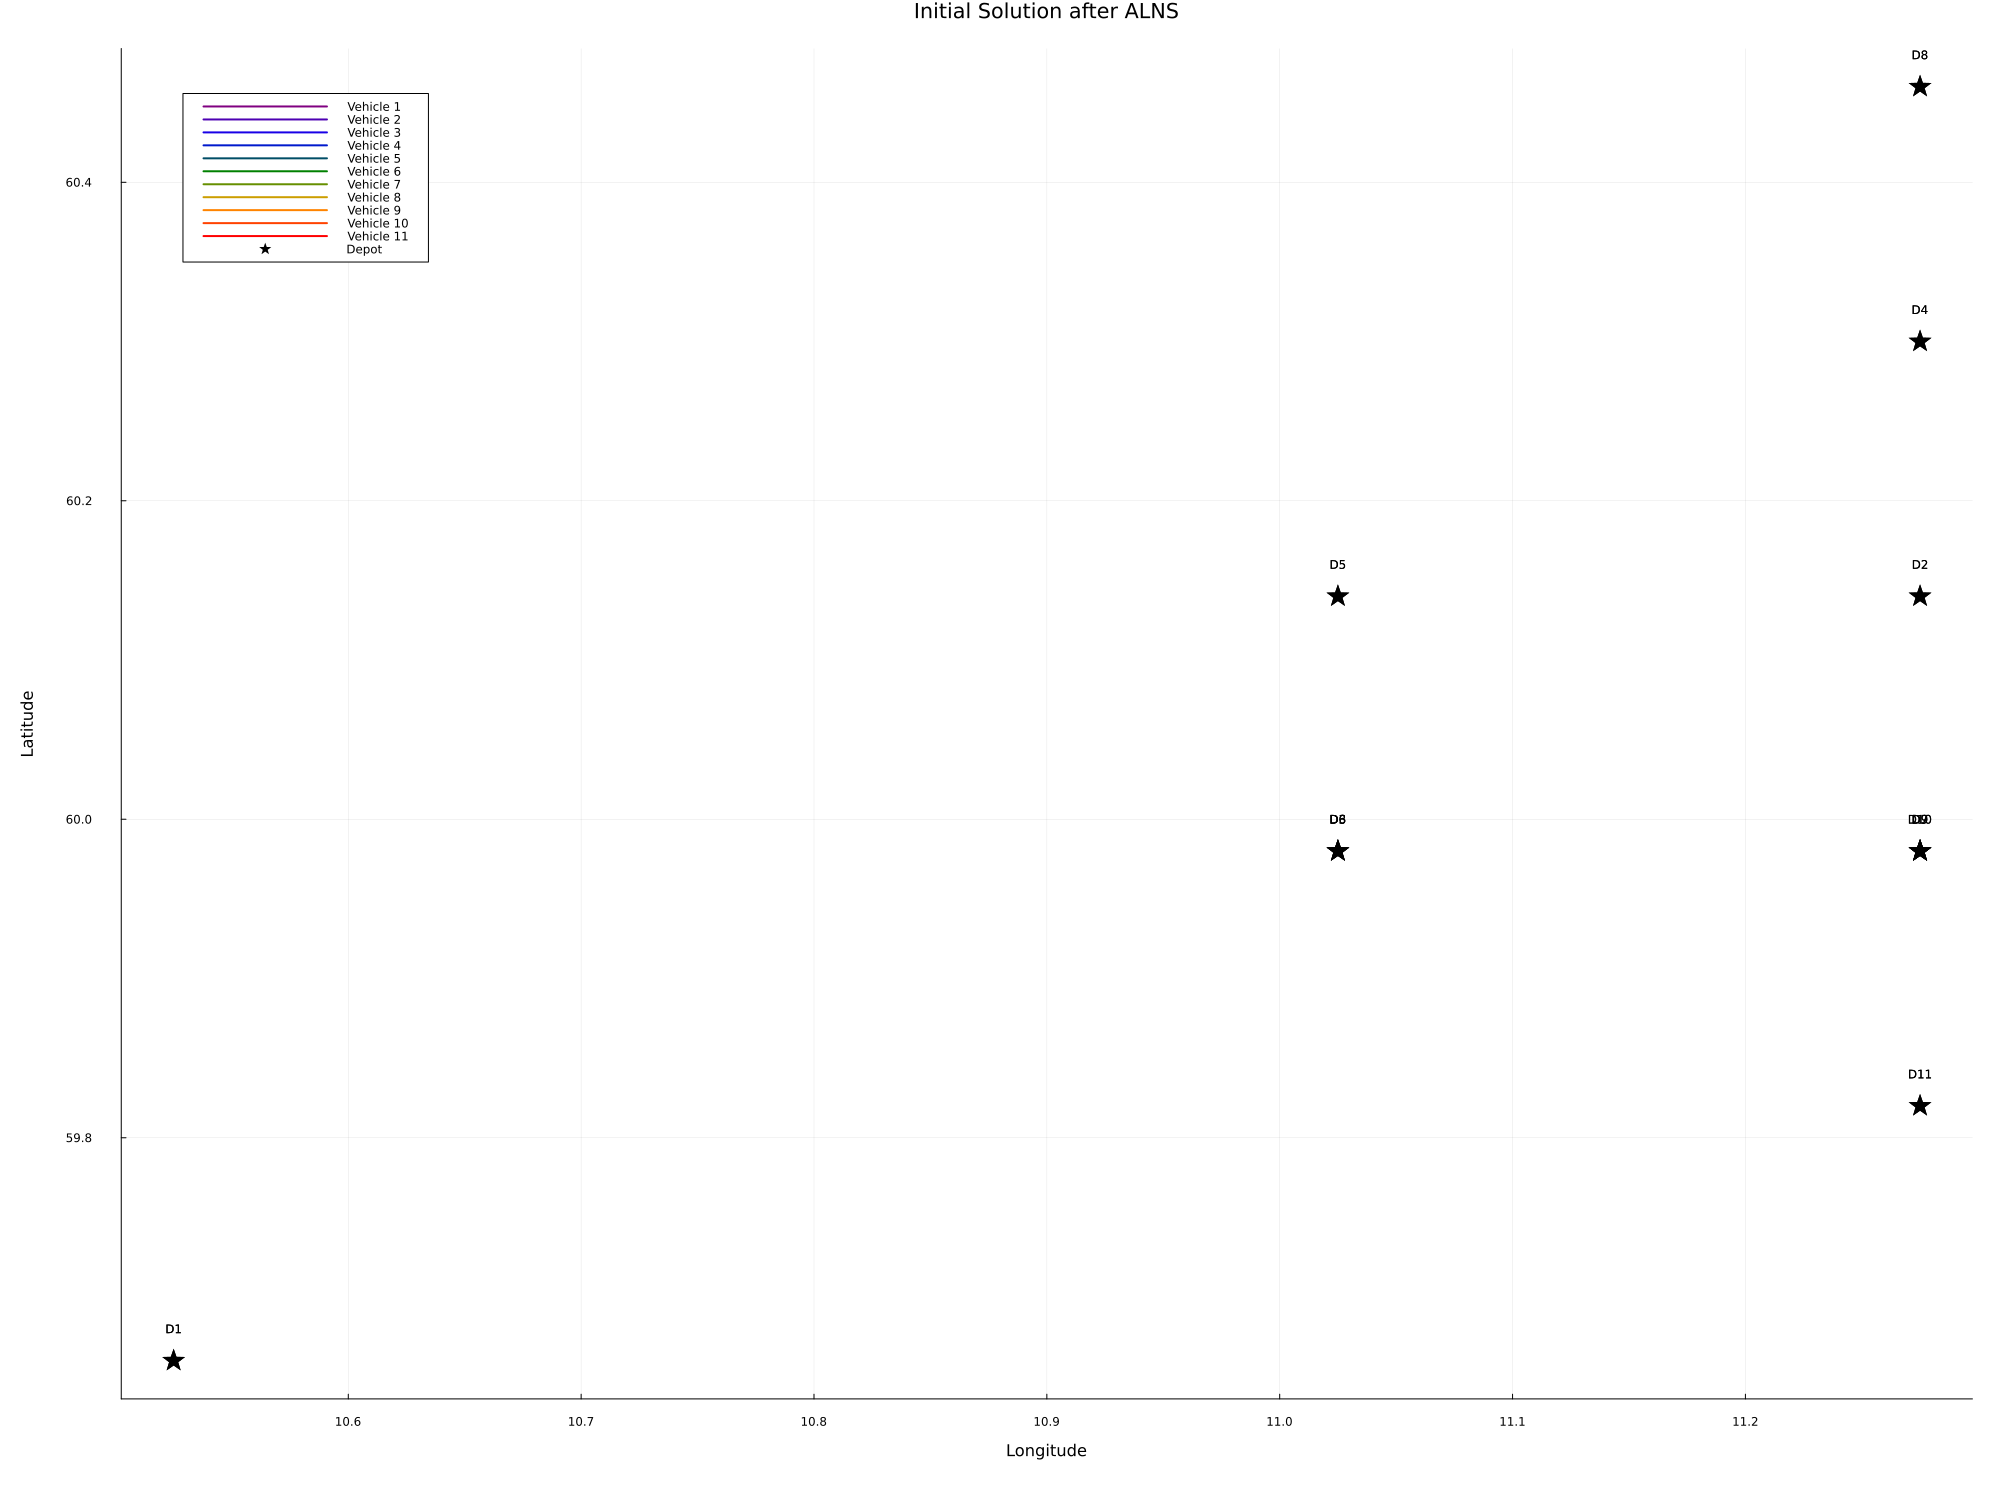 Initial Solution after ALNS
D8
Vehicle 1
Vehicle 2
Vehicle 3
Vehicle 4
Vehicle 5
Vehicle 6
Vehicle 7
Vehicle 8
Vehicle 9
Vehicle 10
Vehicle 11
Depot
60.4
D4
60.2
D5
D2
Latitude
60.0
D11
59.8
D1
10.6
10.7
10.8
10.9
11.0
11.1
11.2
Longitude